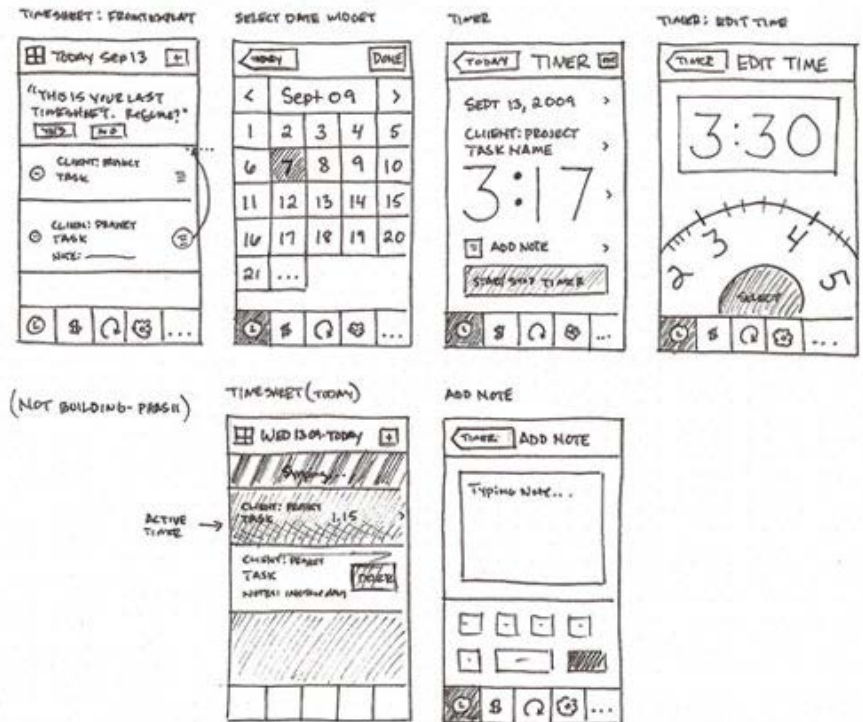 TIMESHEET:
SELECT DATE WIDGET
TIMER
TIMER: EDIT TIME
TODAY SEP 13 +
"THIS IS YOUR LAST
TIMESHEET. RESUME?"
YES NO
CLIENT: PROJECT
TASK
CLIENT: PROJECT
TASK
NOTE:
$ ...
TODAY DONE
< Sept 09 >
1 2 3 4 5
6 7 8 9 10
11 12 13 14 15
16 17 18 19 20
21 ...
$ ...
TODAY TIMER
SEPT 13, 2009 >
CLIENT: PROJECT
TASK NAME >
3:17 >
ADD NOTE >
START/STOP TIMER
$ ...
TIMER EDIT TIME
3:30
2 3 4 5
SELECT
$ ...
(NOT BUILDING-
TIMESHEET (TODAY)
ADD NOTE
WED 13 09-TODAY +
ACTIVE
TIMER
CLIENT: PROJECT
TASK 1.15 >
CLIENT: PROJECT
TASK
TIMER ADD NOTE
TYPING NOTE...
$ ...